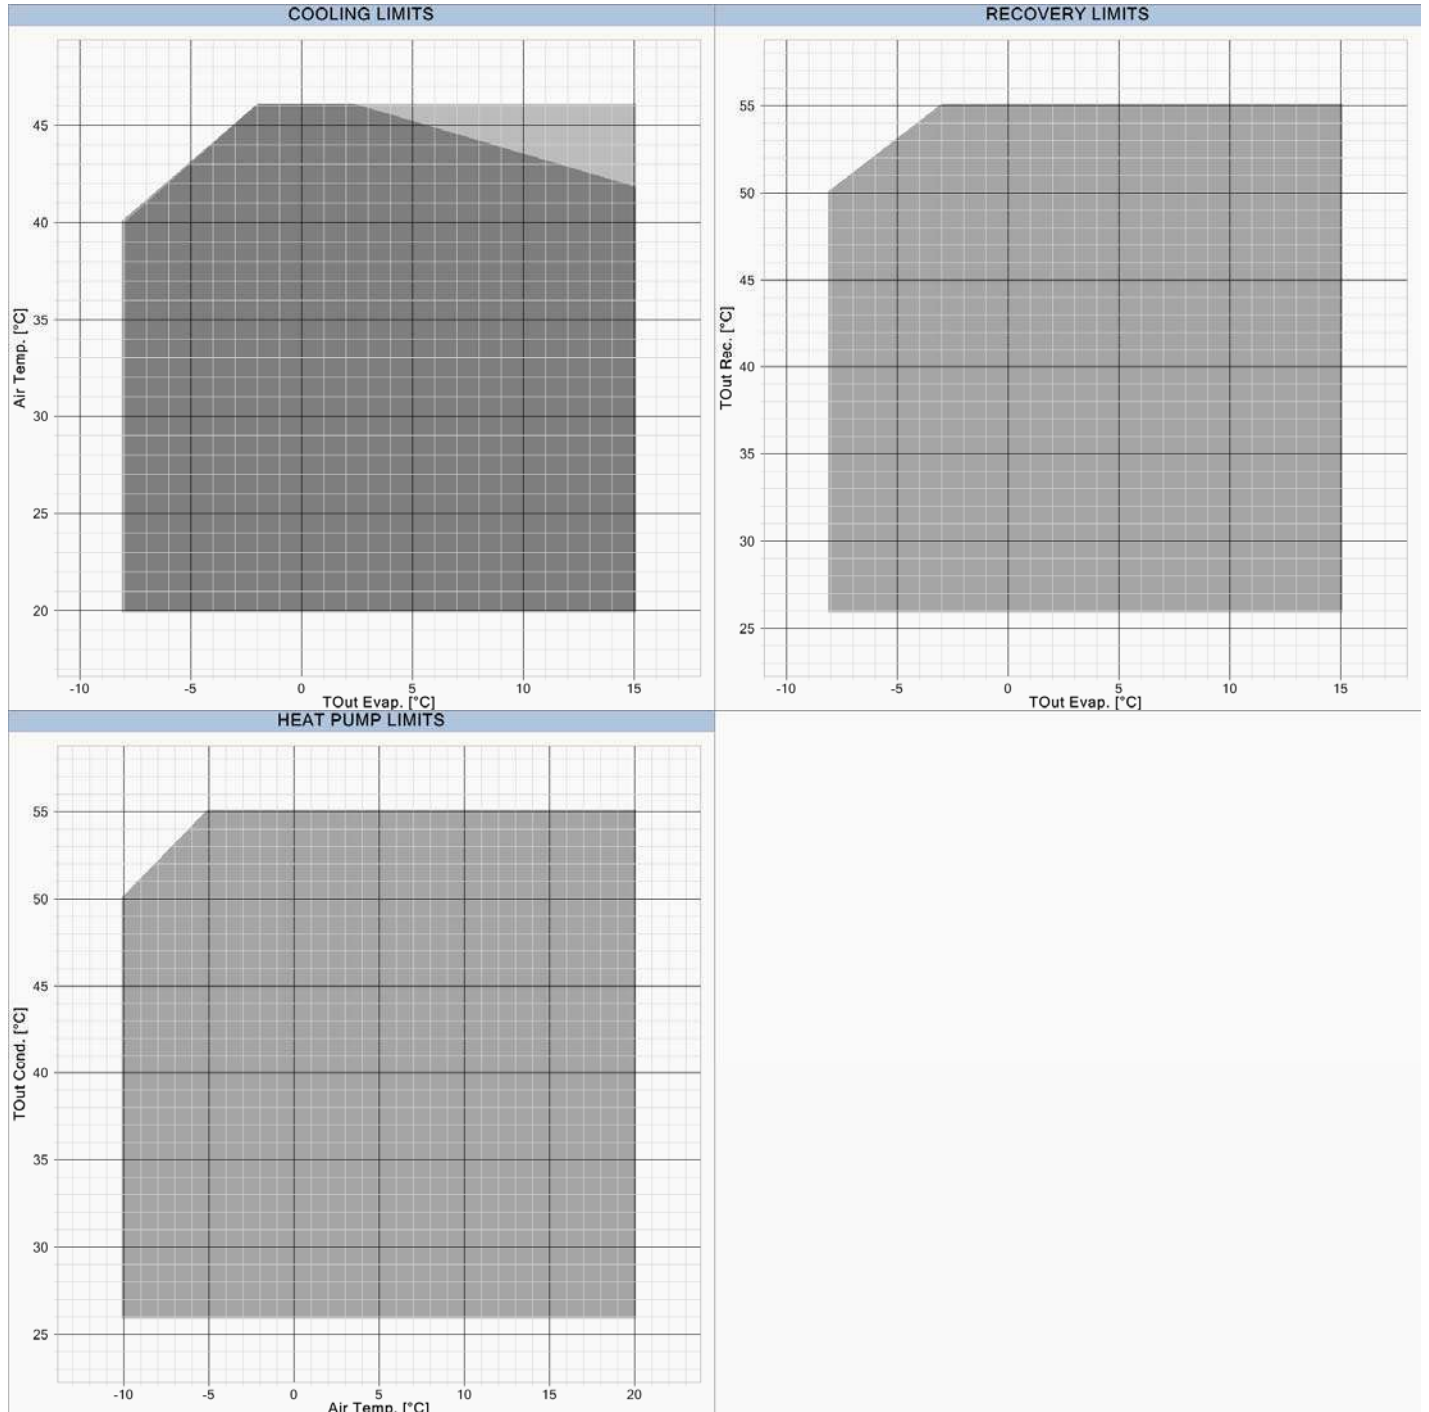 COOLING LIMITS
45
40
35
30
25
20
Air Temp. [°C]
-10 -5 0 5 10 15
TOut Evap. [°C]
RECOVERY LIMITS
55
50
45
40
35
30
25
TOut Rec. [°C]
-10 -5 0 5 10 15
TOut Evap. [°C]
HEAT PUMP LIMITS
55
50
45
40
35
30
25
TOut Cond. [°C]
-10 -5 0 5 10 15 20
Air Temp. [°C]